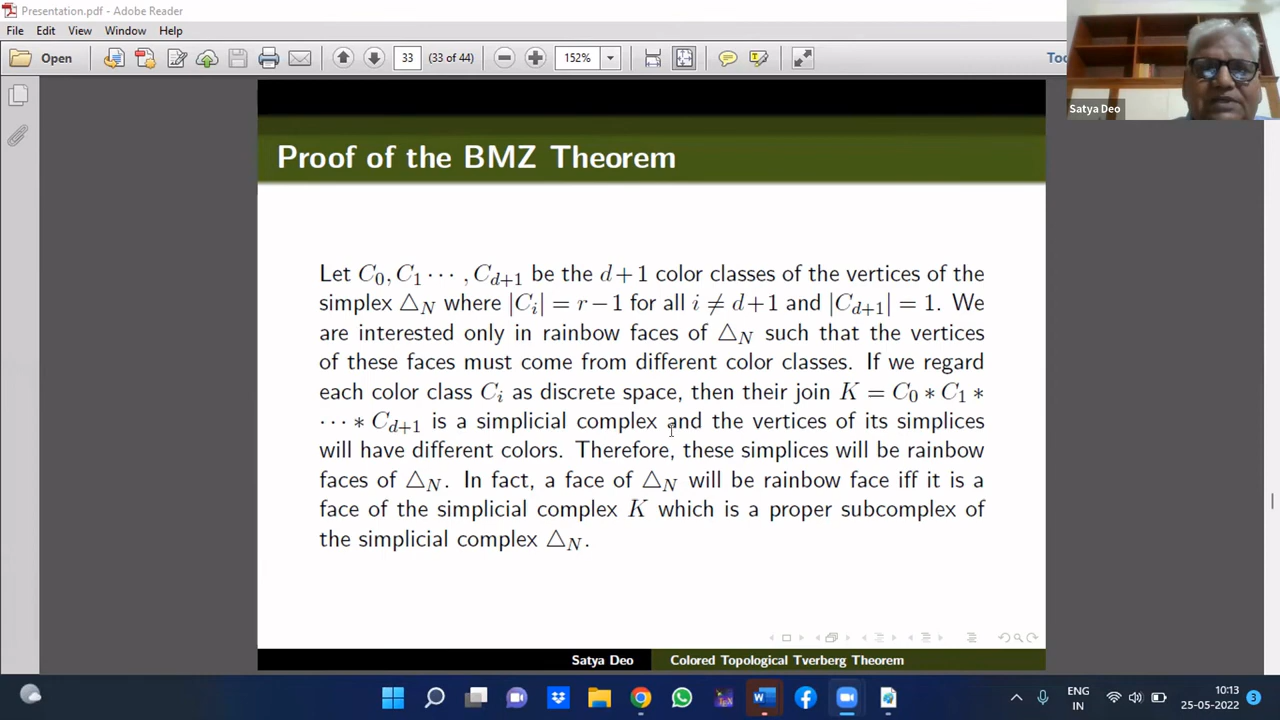 Presentation.pdf - Adobe Reader
File Edit View Window Help
Open 33 (33 of 44) 152% Too
Satya Deo
Proof of the BMZ Theorem
Let C₀, C₁ ⋯ , C_{d+1} be the d+1 color classes of the vertices of the
simplex △_N where |C_i| = r−1 for all i ≠ d+1 and |C_{d+1}| = 1. We
are interested only in rainbow faces of △_N such that the vertices
of these faces must come from different color classes. If we regard
each color class C_i as discrete space, then their join K = C₀ ∗ C₁ ∗
⋯ ∗ C_{d+1} is a simplicial complex and the vertices of its simplices
will have different colors. Therefore, these simplices will be rainbow
faces of △_N. In fact, a face of △_N will be rainbow face iff it is a
face of the simplicial complex K which is a proper subcomplex of
the simplicial complex △_N.
Satya Deo Colored Topological Tverberg Theorem
ENG
IN
10:13
25-05-2022
3